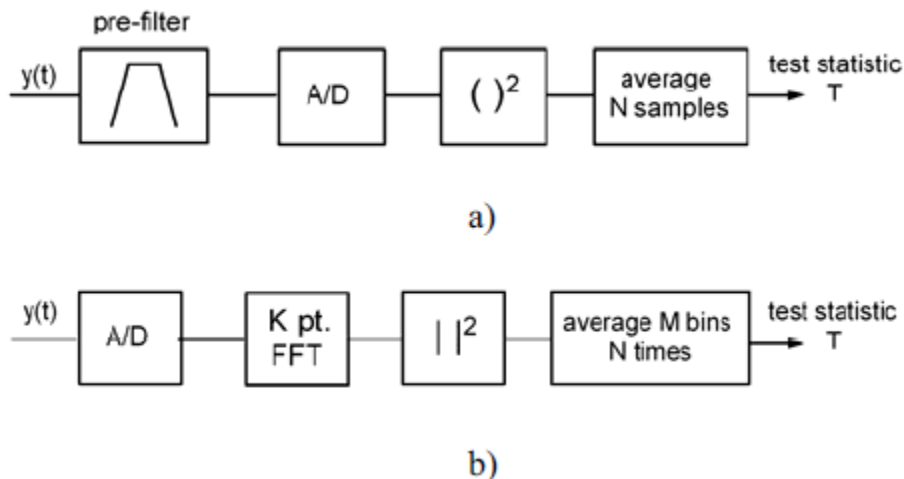 pre-filter
y(t)
A/D
( )²
average
N samples
test statistic
T
a)
y(t)
A/D
K pt.
FFT
| |²
average M bins
N times
test statistic
T
b)